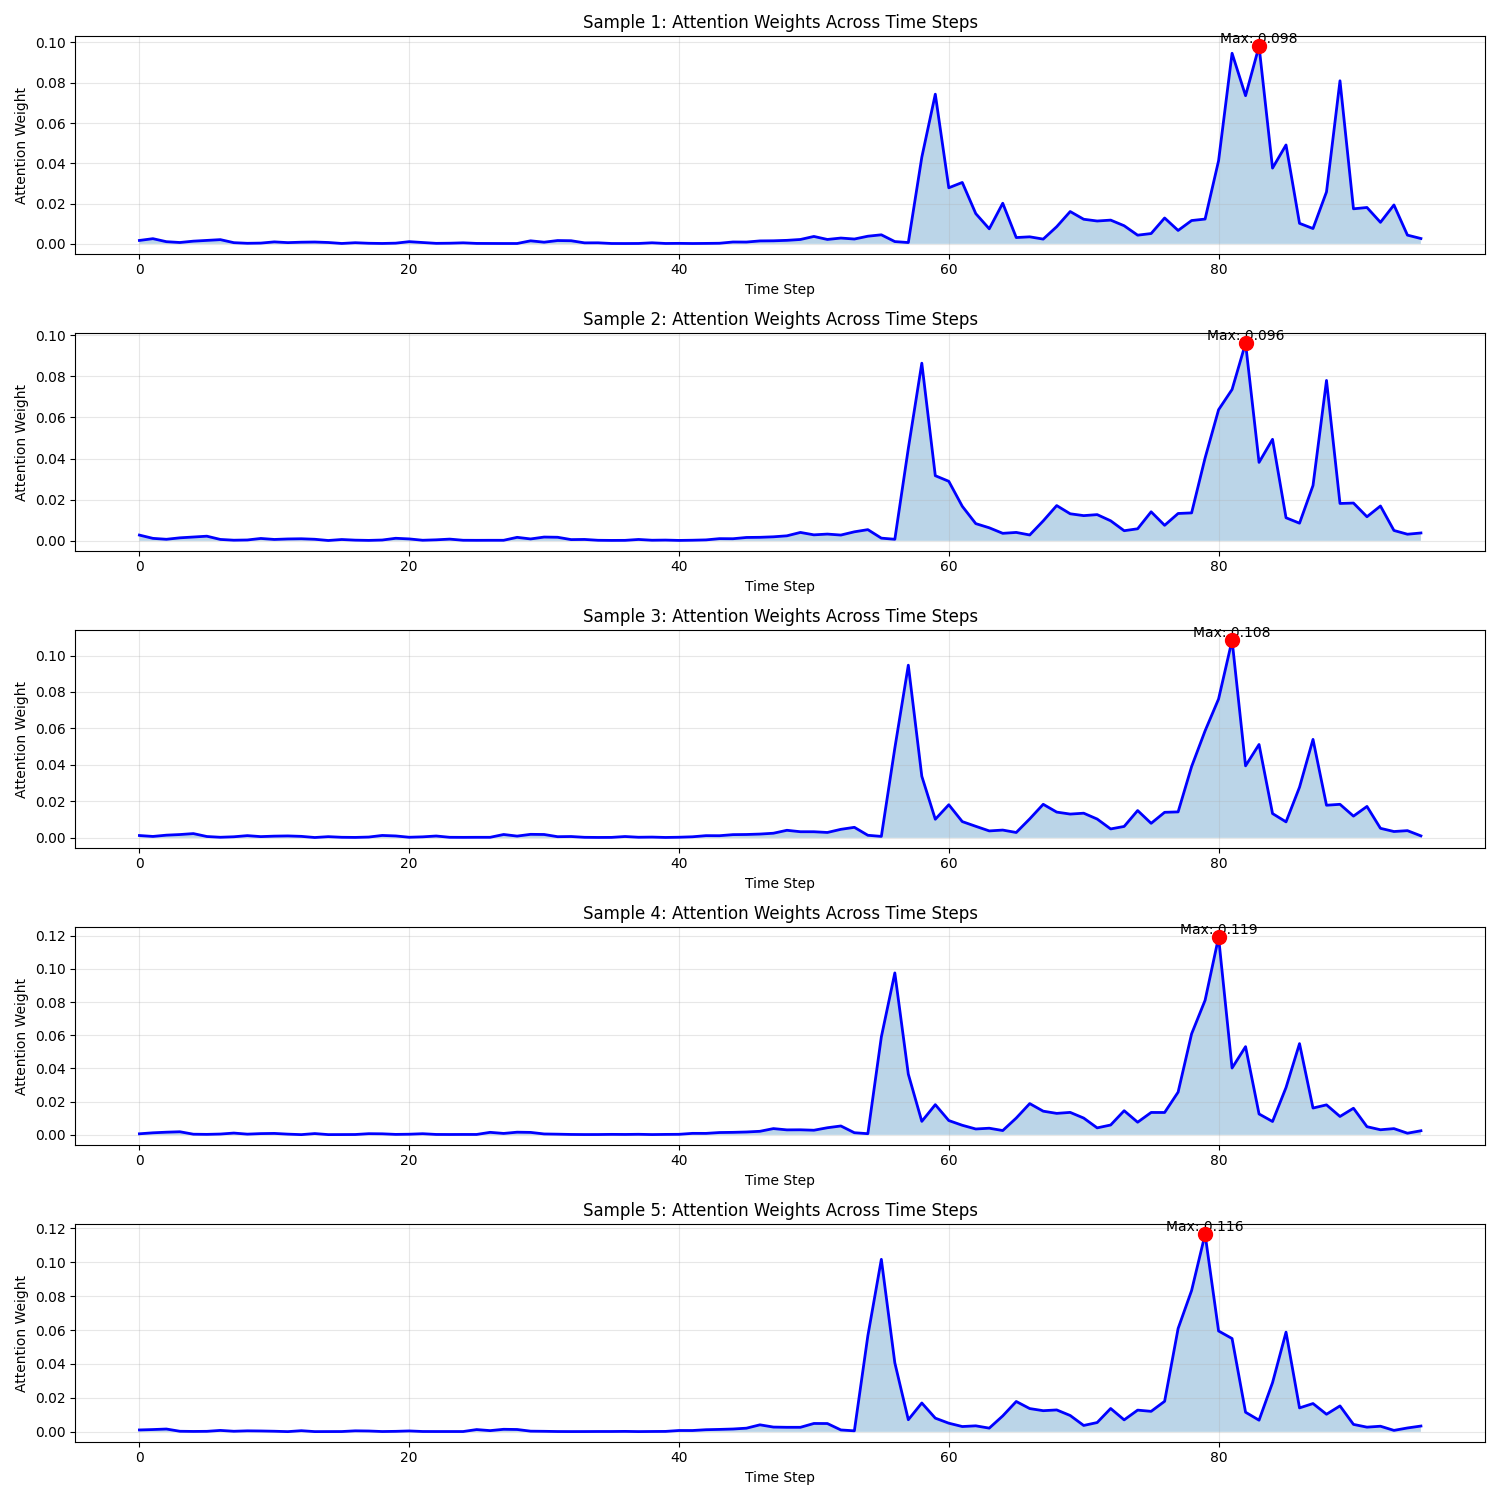 Sample 1: Attention Weights Across Time Steps
Max: 0.098
0.10
0.08
0.06
0.04
0.02
0.00
Attention Weight
0 20 40 60 80
Time Step
Sample 2: Attention Weights Across Time Steps
Max: 0.096
0.10
0.08
0.06
0.04
0.02
0.00
Attention Weight
0 20 40 60 80
Time Step
Sample 3: Attention Weights Across Time Steps
Max: 0.108
0.10
0.08
0.06
0.04
0.02
0.00
Attention Weight
0 20 40 60 80
Time Step
Sample 4: Attention Weights Across Time Steps
Max: 0.119
0.12
0.10
0.08
0.06
0.04
0.02
0.00
Attention Weight
0 20 40 60 80
Time Step
Sample 5: Attention Weights Across Time Steps
Max: 0.116
0.12
0.10
0.08
0.06
0.04
0.02
0.00
Attention Weight
0 20 40 60 80
Time Step